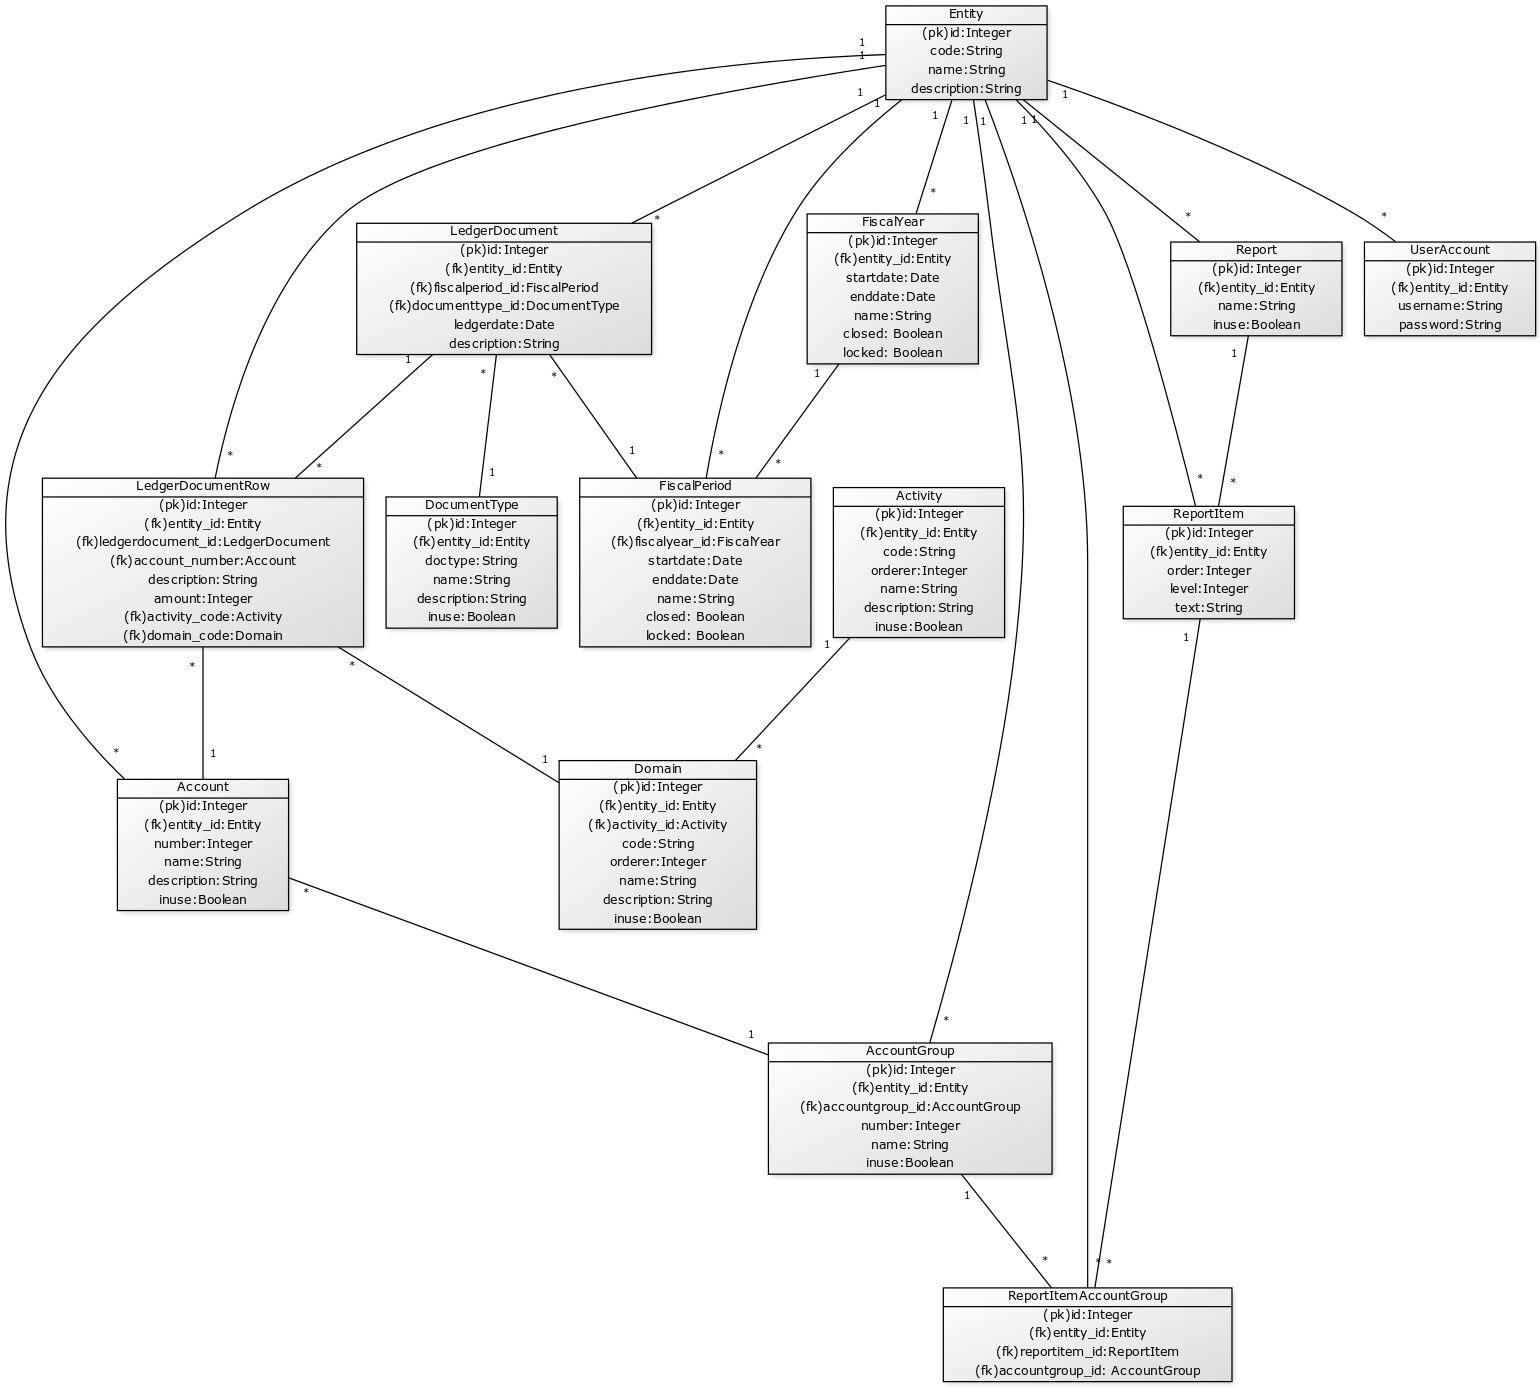 Entity
(pk)id:Integer
code:String
name:String
description:String
1
1
1
1
1
1
1
1
1
1
*
*
*
*
LedgerDocument
(pk)id:Integer
(fk)entity_id:Entity
(fk)fiscalperiod_id:FiscalPeriod
(fk)documenttype_id:DocumentType
ledgerdate:Date
description:String
FiscalYear
(pk)id:Integer
(fk)entity_id:Entity
startdate:Date
enddate:Date
name:String
closed: Boolean
locked: Boolean
Report
(pk)id:Integer
(fk)entity_id:Entity
name:String
inuse:Boolean
UserAccount
(pk)id:Integer
(fk)entity_id:Entity
username:String
password:String
1
*
*
1
1
*
*
1
1
*
*
*
*
LedgerDocumentRow
(pk)id:Integer
(fk)entity_id:Entity
(fk)ledgerdocument_id:LedgerDocument
(fk)account_number:Account
description:String
amount:Integer
(fk)activity_code:Activity
(fk)domain_code:Domain
DocumentType
(pk)id:Integer
(fk)entity_id:Entity
doctype:String
name:String
description:String
inuse:Boolean
FiscalPeriod
(pk)id:Integer
(fk)entity_id:Entity
(fk)fiscalyear_id:FiscalYear
startdate:Date
enddate:Date
name:String
closed: Boolean
locked: Boolean
Activity
(pk)id:Integer
(fk)entity_id:Entity
code:String
orderer:Integer
name:String
description:String
inuse:Boolean
ReportItem
(pk)id:Integer
(fk)entity_id:Entity
order:Integer
level:Integer
text:String
*
*
1
1
*
1
1
*
Account
(pk)id:Integer
(fk)entity_id:Entity
number:Integer
name:String
description:String
inuse:Boolean
Domain
(pk)id:Integer
(fk)entity_id:Entity
(fk)activity_id:Activity
code:String
orderer:Integer
name:String
description:String
inuse:Boolean
*
1
*
AccountGroup
(pk)id:Integer
(fk)entity_id:Entity
(fk)accountgroup_id:AccountGroup
number:Integer
name:String
inuse:Boolean
1
*
*
*
ReportItemAccountGroup
(pk)id:Integer
(fk)entity_id:Entity
(fk)reportitem_id:ReportItem
(fk)accountgroup_id: AccountGroup